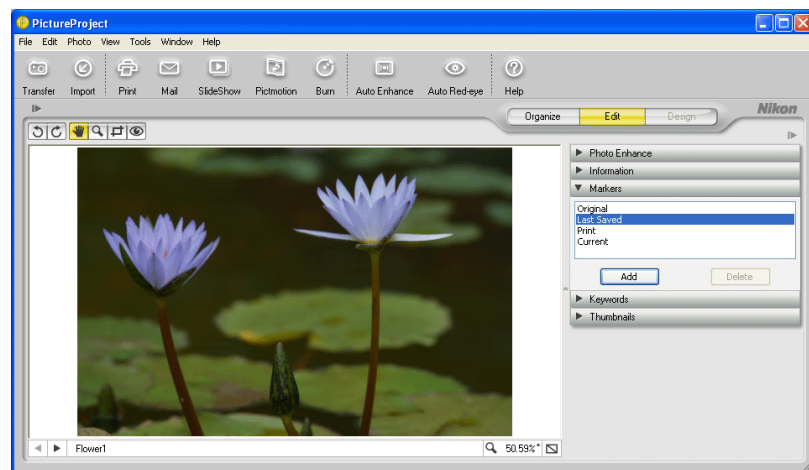 PictureProject
File Edit Photo View Tools Window Help
Transfer Import Print Mail SlideShow Pictmotion Burn Auto Enhance Auto Red-eye Help
Organize Edit Design Nikon
Photo Enhance
Information
Markers
Original
Last Saved
Print
Current
Add Delete
Keywords
Thumbnails
Flower1 50.59%*